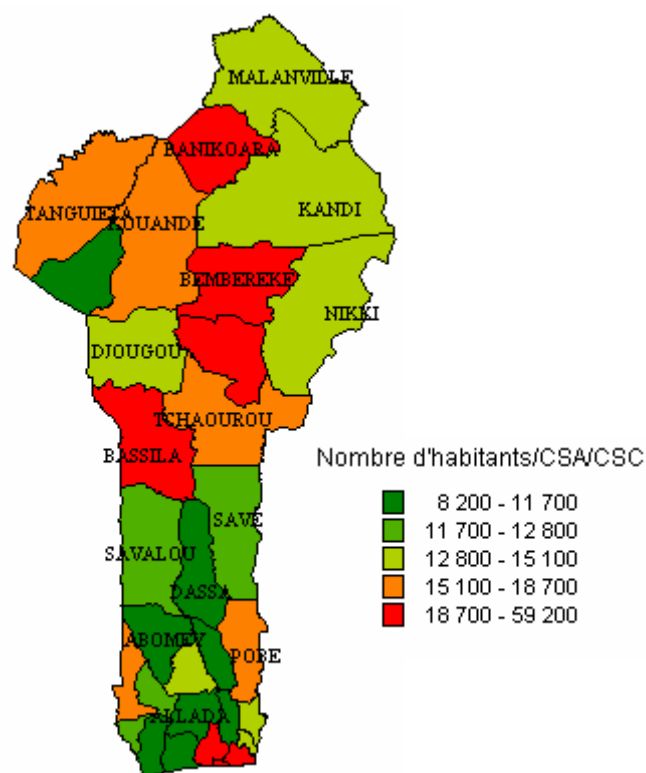 MALANVILLE
BANIKOARA
TANGUIETA
KOUANDE
KANDI
BEMBEREKE
NIKKI
DJOUGOU
TCHAOUROU
BASSILA
Nombre d'habitants/CSA/CSC
8 200 - 11 700
11 700 - 12 800
12 800 - 15 100
15 100 - 18 700
18 700 - 59 200
SAVE
SAVALOU
DASSA
ABOMEY
POBE
ALLADA